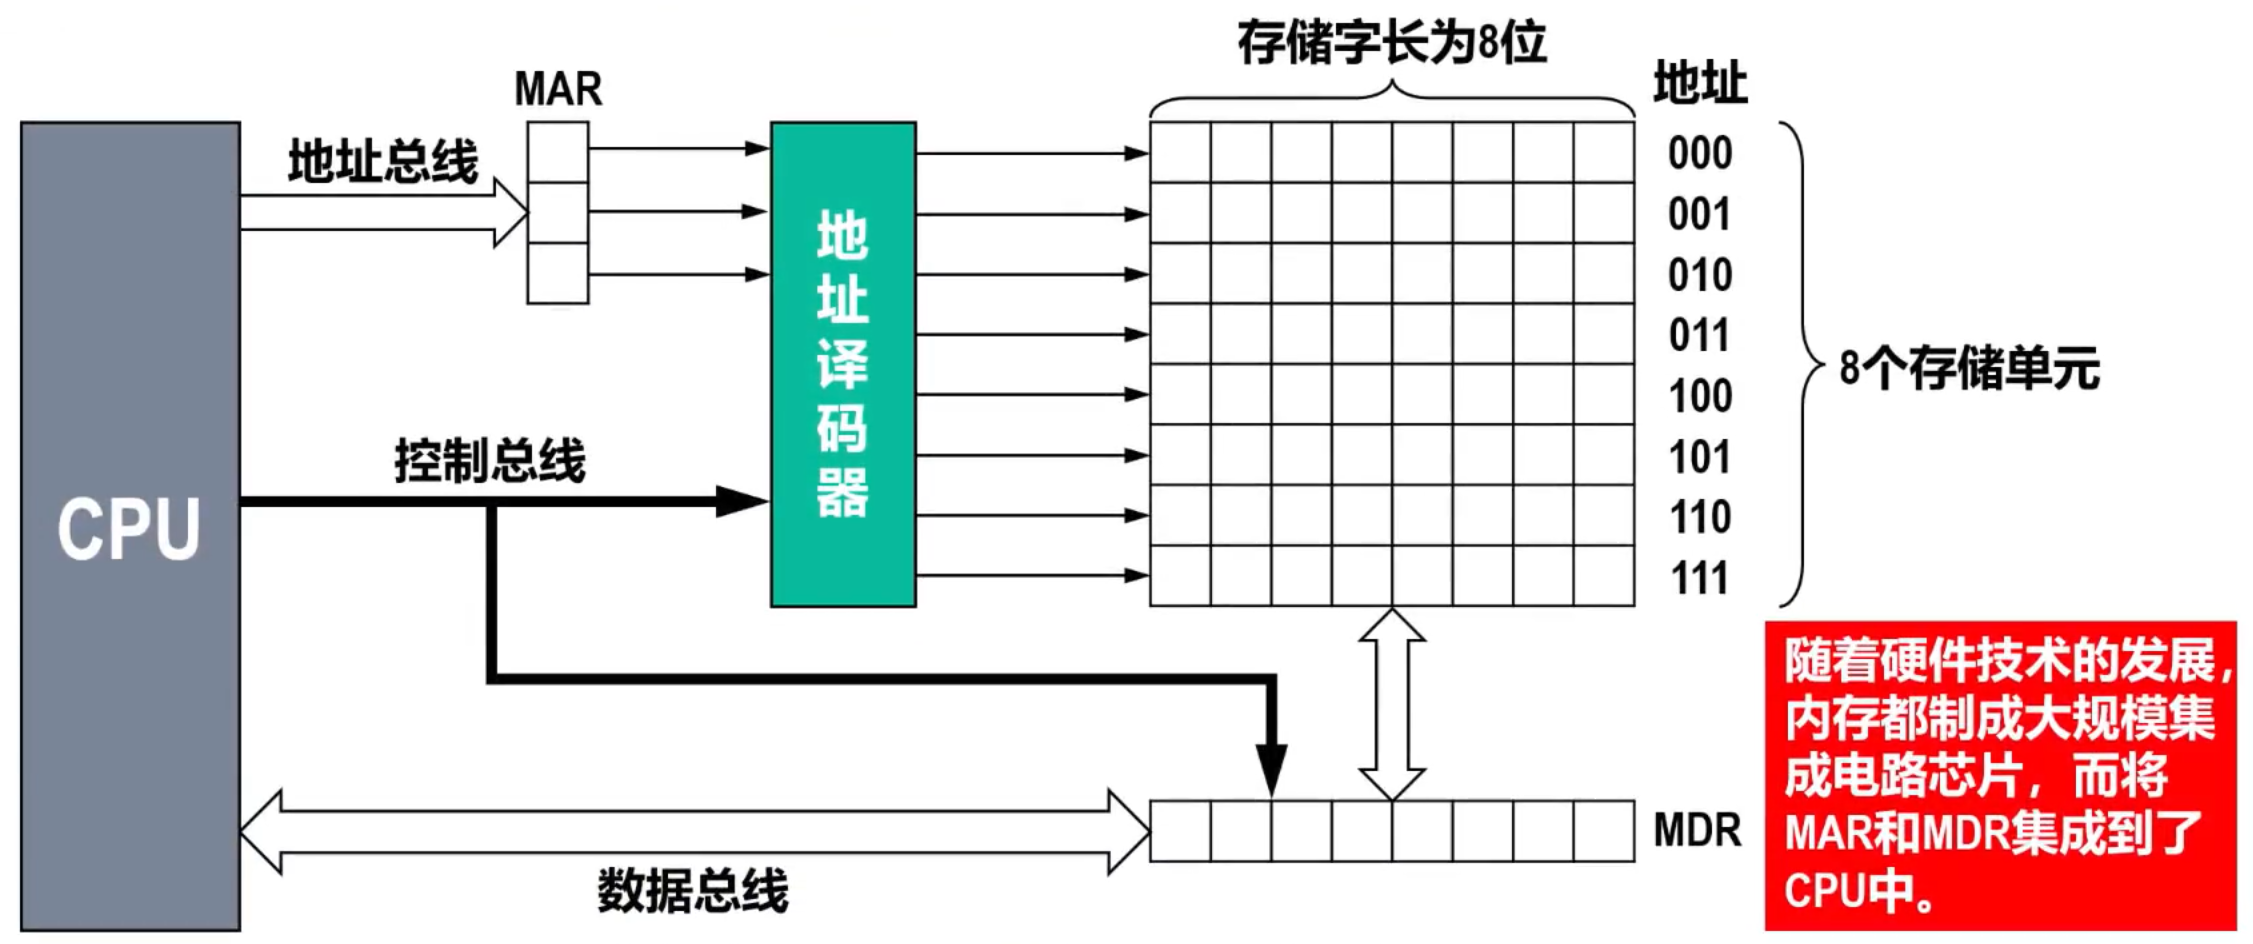 存储字长为8位
地址
MAR
地址总线
000
001
010
011
100
101
110
111
8个存储单元
地址译码器
控制总线
CPU
数据总线
MDR
随着硬件技术的发展，
内存都制成大规模集
成电路芯片，而将
MAR和MDR集成到了
CPU中。